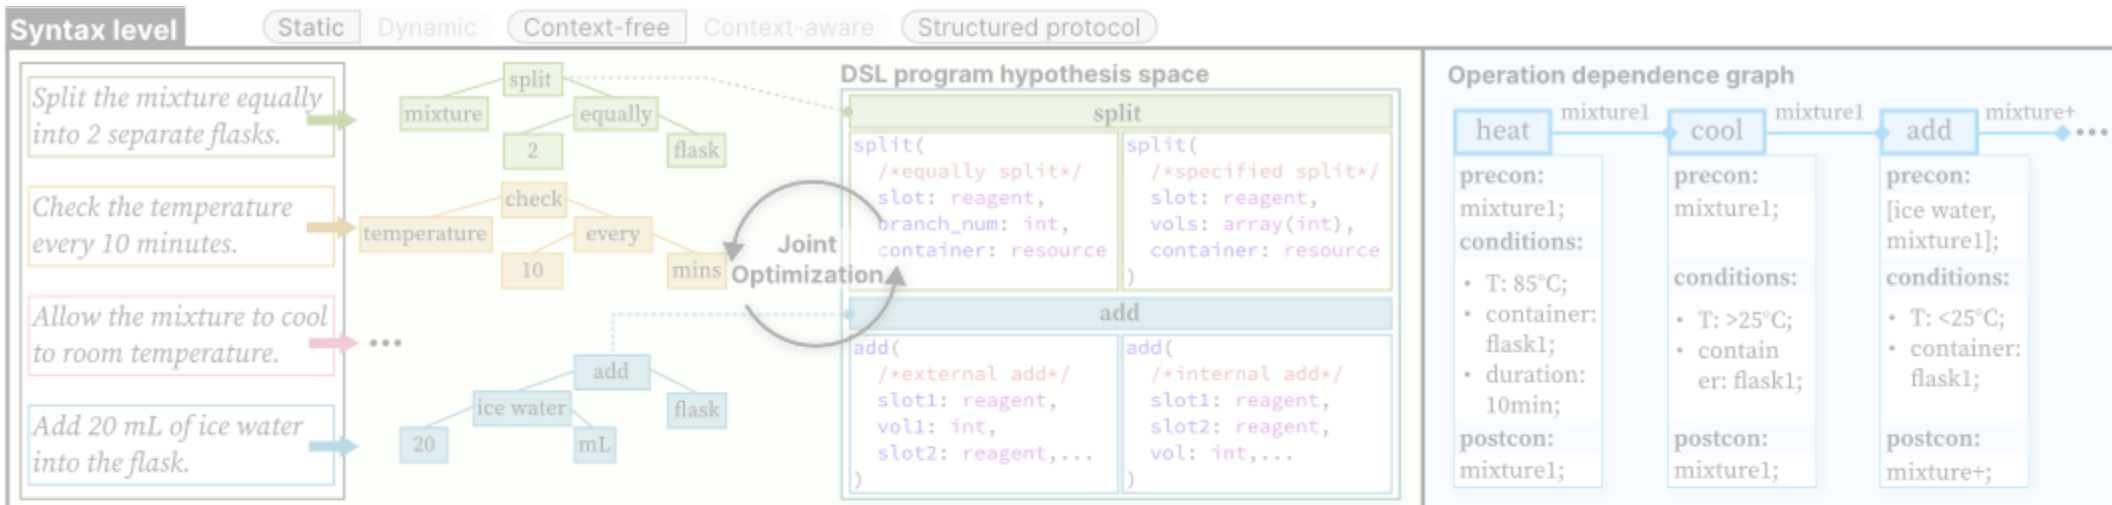 Syntax level
Static
Dynamic
Context-free
Context-aware
Structured protocol
Split the mixture equally
into 2 separate flasks.
Check the temperature
every 10 minutes.
Allow the mixture to cool
to room temperature.
•••
Add 20 mL of ice water
into the flask.
split
mixture
equally
2
flask
check
temperature
every
10
mins
add
ice water
flask
20
mL
Joint
Optimization
DSL program hypothesis space
split
split(
/*equally split*/
slot: reagent,
branch_num: int,
container: resource
split(
/*specified split*/
slot: reagent,
vols: array(int),
container: resource
)
add
add(
/*external add*/
slot1: reagent,
vol1: int,
slot2: reagent,...
)
add(
/*internal add*/
slot1: reagent,
slot2: reagent,
vol: int,...
)
Operation dependence graph
heat
mixture1
cool
mixture1
add
mixture+
•••
precon:
mixture1;
conditions:
• T: 85°C;
• container:
flask1;
• duration:
10min;
postcon:
mixture1;
precon:
mixture1;
conditions:
• T: >25°C;
• contain
er: flask1;
postcon:
mixture1;
precon:
[ice water,
mixture1];
conditions:
• T: <25°C;
• container:
flask1;
postcon:
mixture+;